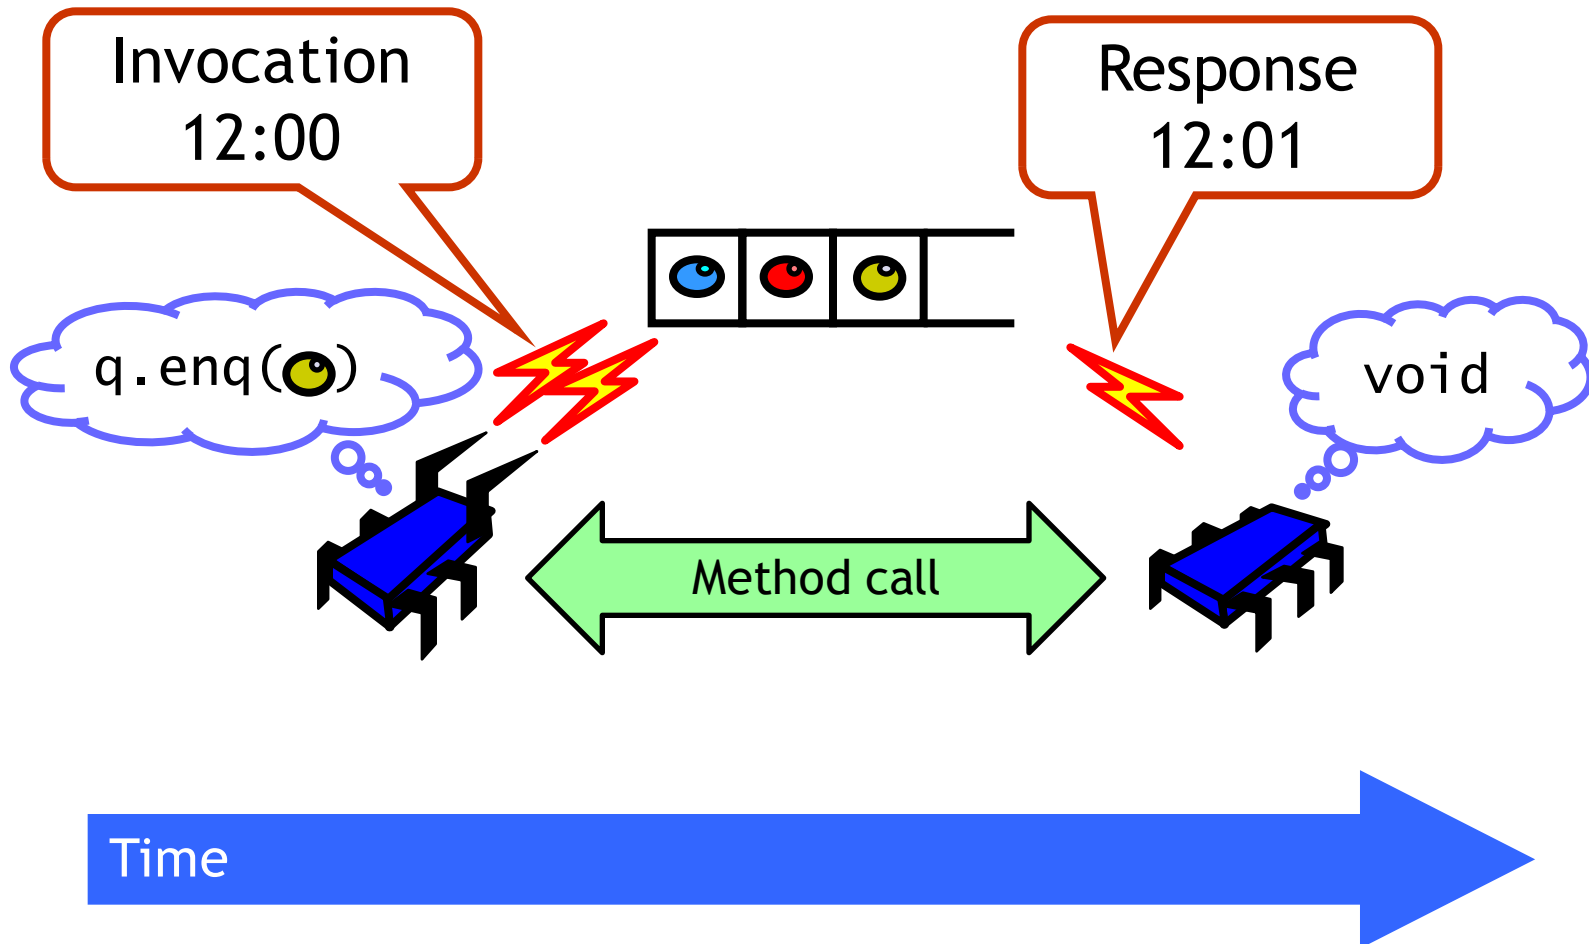 Invocation
12:00
Response
12:01
q.enq( )
void
Method call
Time